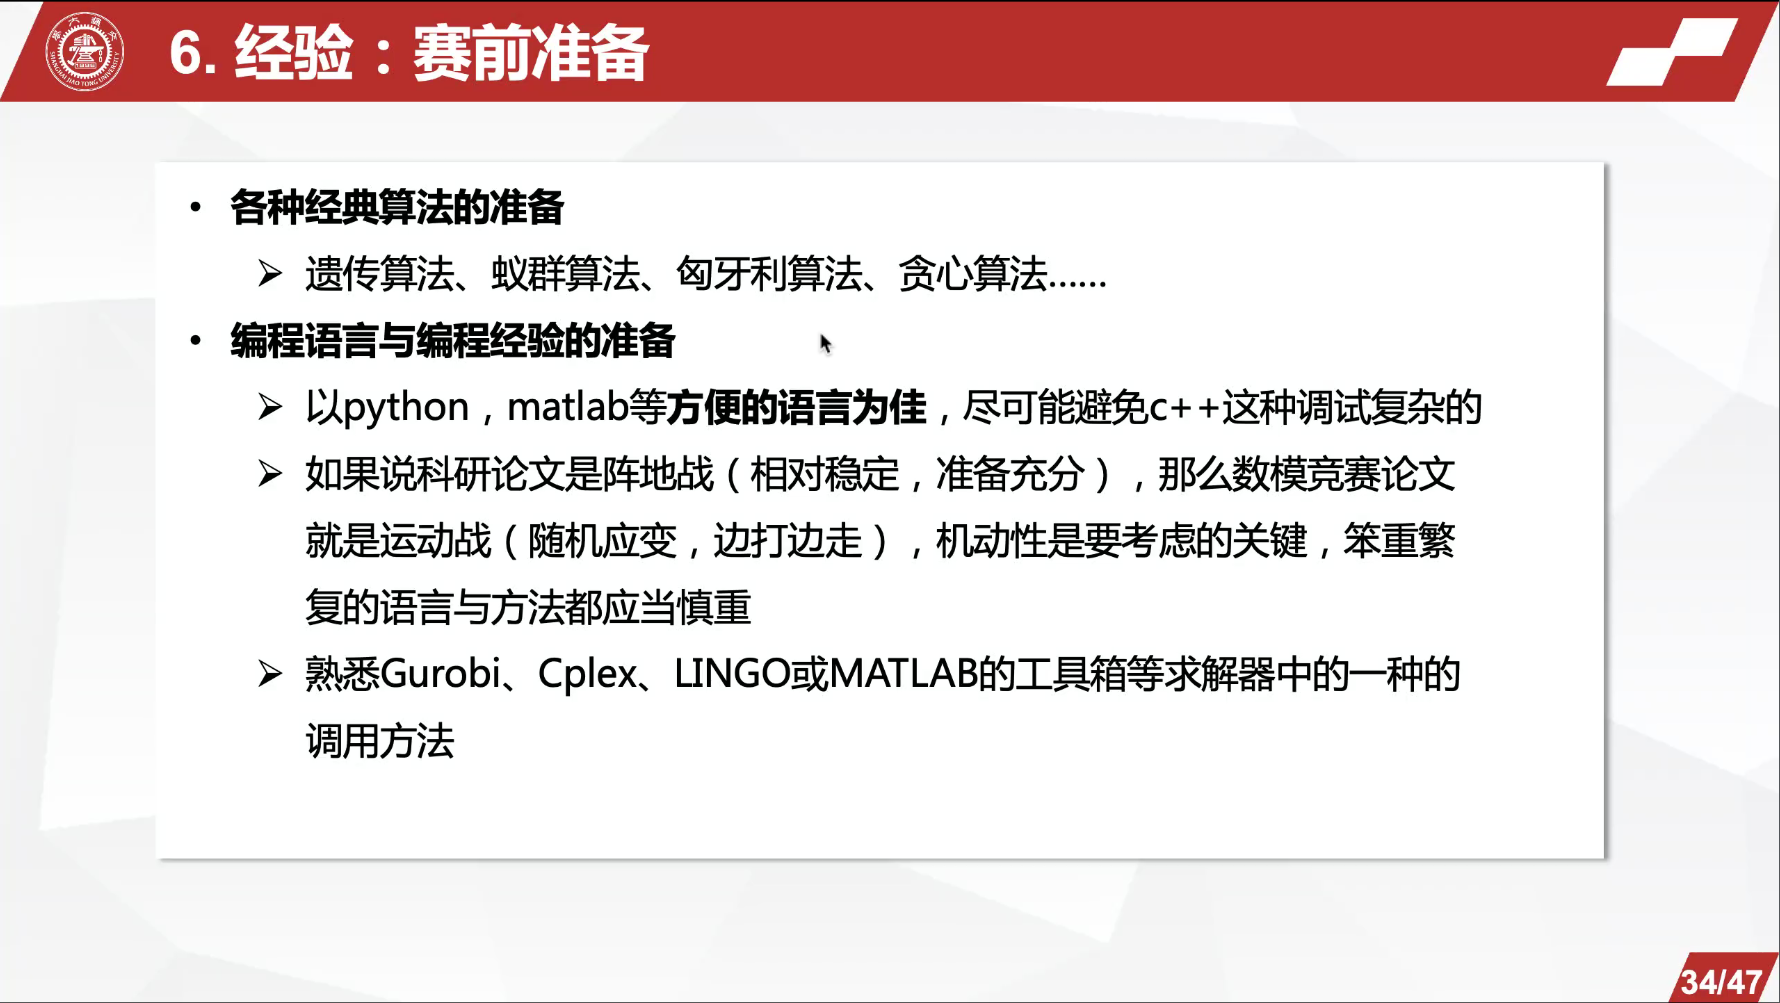 6. 经验：赛前准备
• 各种经典算法的准备
➢ 遗传算法、蚁群算法、匈牙利算法、贪心算法......
• 编程语言与编程经验的准备
➢ 以python，matlab等方便的语言为佳，尽可能避免c++这种调试复杂的
➢ 如果说科研论文是阵地战（相对稳定，准备充分），那么数模竞赛论文
就是运动战（随机应变，边打边走），机动性是要考虑的关键，笨重繁
复的语言与方法都应当慎重
➢ 熟悉Gurobi、Cplex、LINGO或MATLAB的工具箱等求解器中的一种的
调用方法
34/47